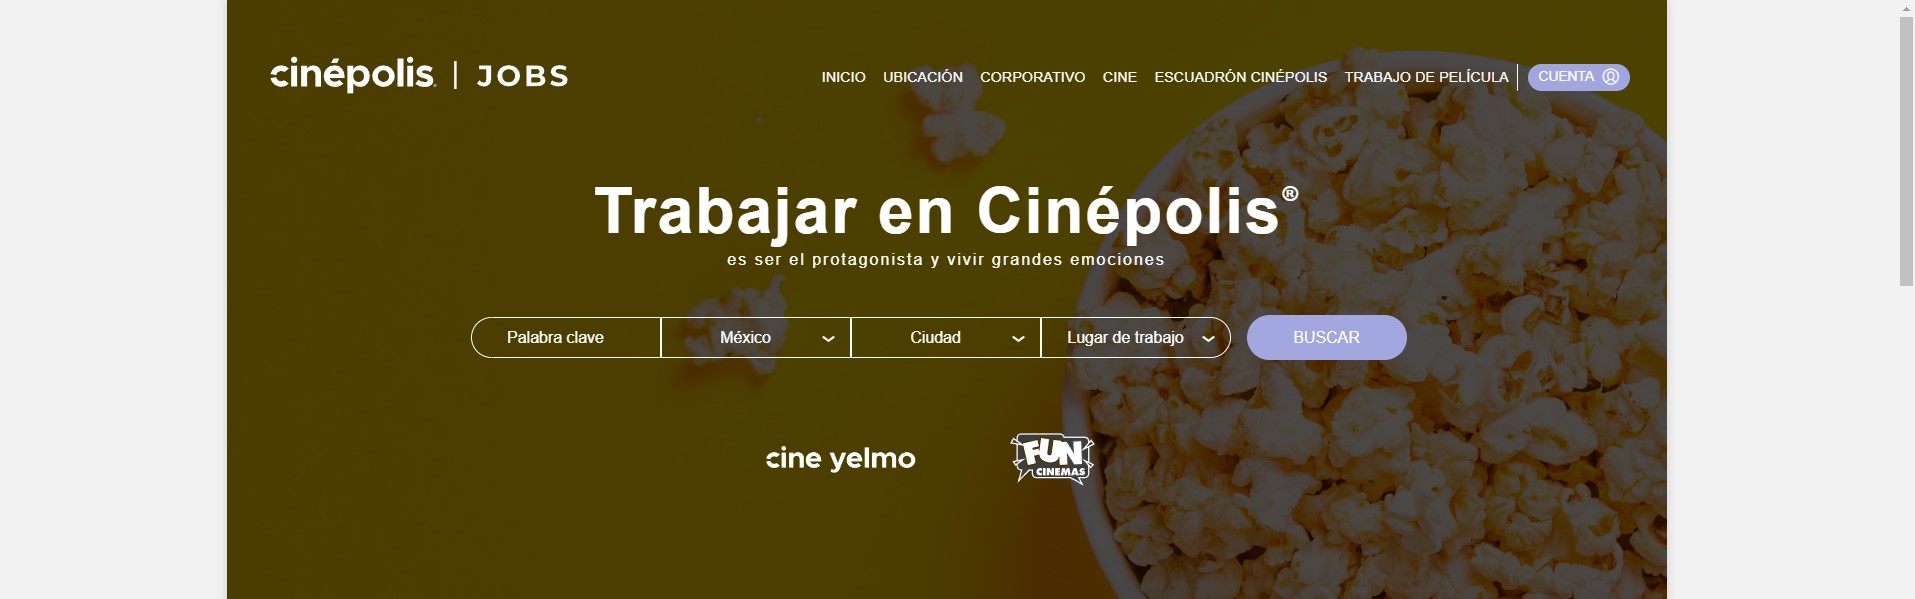 cinépolis | JOBS
INICIO UBICACIÓN CORPORATIVO CINE ESCUADRÓN CINÉPOLIS TRABAJO DE PELÍCULA CUENTA
Trabajar en Cinépolis®
es ser el protagonista y vivir grandes emociones
Palabra clave México Ciudad Lugar de trabajo BUSCAR
cine yelmo
FUN
CINEMAS